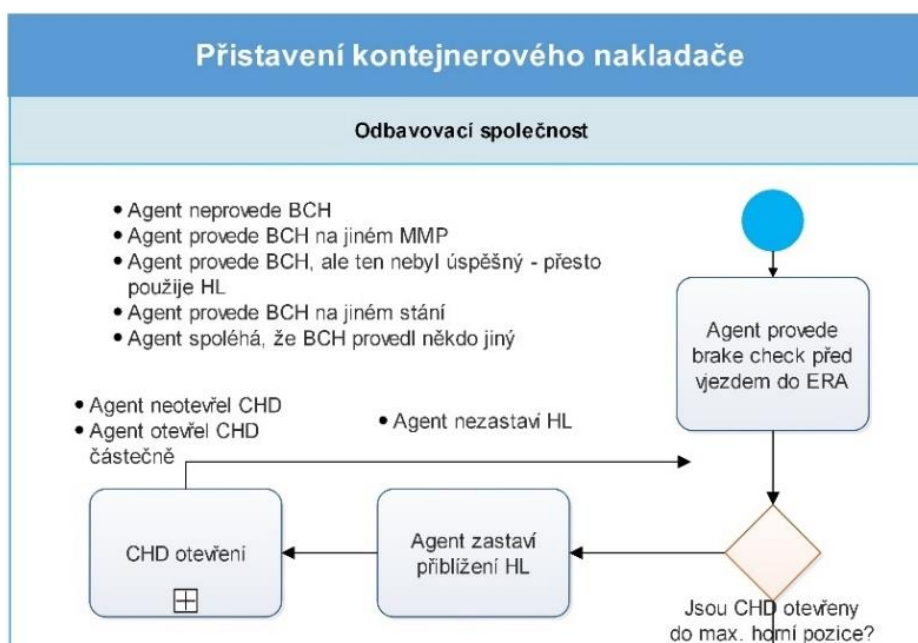 Přistavení kontejnerového nakladače
Odbavovací společnost
• Agent neprovede BCH
• Agent provede BCH na jiném MMP
• Agent provede BCH, ale ten nebyl úspěšný - přesto
použije HL
• Agent provede BCH na jiném stání
• Agent spoléhá, že BCH provedl někdo jiný
Agent provede
brake check před
vjezdem do ERA
• Agent neotevřel CHD
• Agent otevřel CHD
částečně
• Agent nezastaví HL
CHD otevření
Agent zastaví
přiblížení HL
Jsou CHD otevřeny
do max. horní pozice?